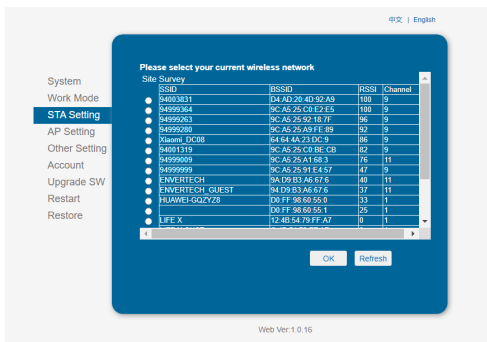 中文 | English
Please select your current wireless network
Site Survey
SSID BSSID RSSI Channel
94003831 D4:AD:20:4D:92:A9 100 9
94999364 9C:A5:25:C0:E2:E5 100 9
94999263 9C:A5:25:92:18:7F 96 9
94999280 9C:A5:25:A9:FE:89 92 9
Xiaomi_DC08 64:64:4A:23:DC:9 86 9
94001319 9C:A5:25:C0:BE:CB 82 9
94999009 9C:A5:25:A1:68:3 76 11
94999999 9C:A5:25:91:E4:57 47 9
ENVERTECH 9A:D9:B3:A6:67:6 40 11
ENVERTECH_GUEST 94:D9:B3:A6:67:6 37 11
HUAWEI-GQZYZ8 D0:FF:98:60:55:0 33 1
D0:FF:98:60:55:1 25 1
LIFE X 12:4B:54:79:FF:A7 0 1
System
Work Mode
STA Setting
AP Setting
Other Setting
Account
Upgrade SW
Restart
Restore
OK Refresh
Web Ver:1.0.16